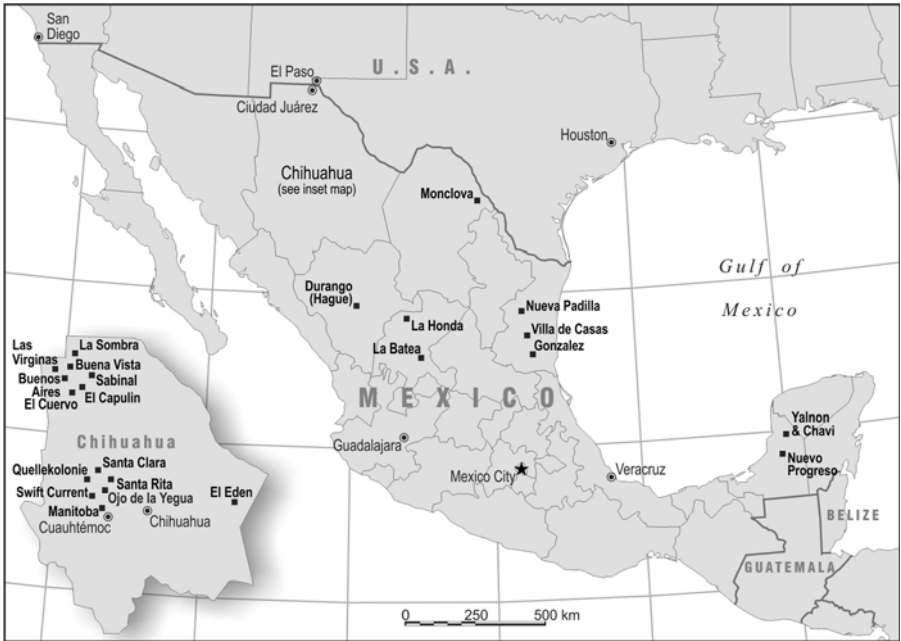 San
Diego
U.S.A.
El Paso
Ciudad Juárez
Houston
Chihuahua
(see inset map)
Monclova
Gulf of
Mexico
Durango
(Hague)
Nueva Padilla
La Honda
Villa de Casas
La Batea
Gonzalez
MEXICO
Guadalajara
Mexico City
Veracruz
Yalnon
& Chavi
Nuevo
Progreso
BELIZE
GUATEMALA
Las
Virginas
La Sombra
Buena Vista
Buenos
Aires
Sabinal
El Cuervo
El Capulin
Chihuahua
Quellekolonie
Santa Clara
Santa Rita
Swift Current
Ojo de la Yegua
El Eden
Manitoba
Cuauhtémoc
Chihuahua
0 250 500 km